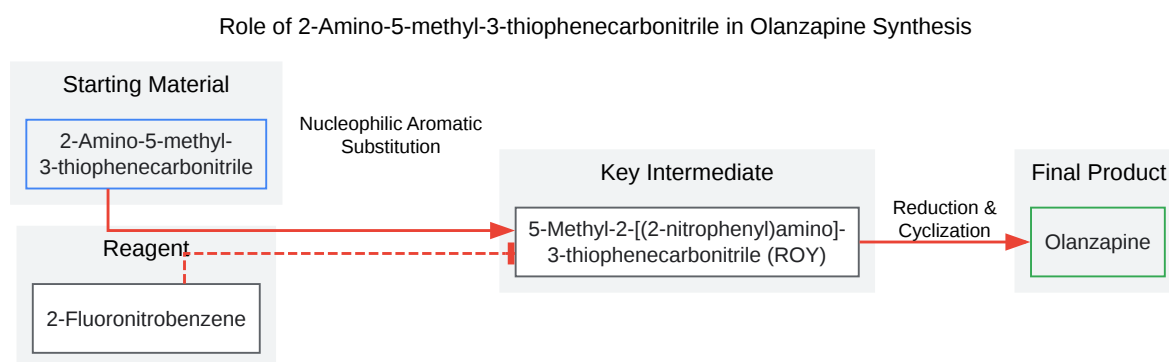 Role of 2-Amino-5-methyl-3-thiophenecarbonitrile in Olanzapine Synthesis
Starting Material
2-Amino-5-methyl-
3-thiophenecarbonitrile
Nucleophilic Aromatic
Substitution
Reagent
2-Fluoronitrobenzene
Key Intermediate
5-Methyl-2-[(2-nitrophenyl)amino]-
3-thiophenecarbonitrile (ROY)
Reduction &
Cyclization
Final Product
Olanzapine